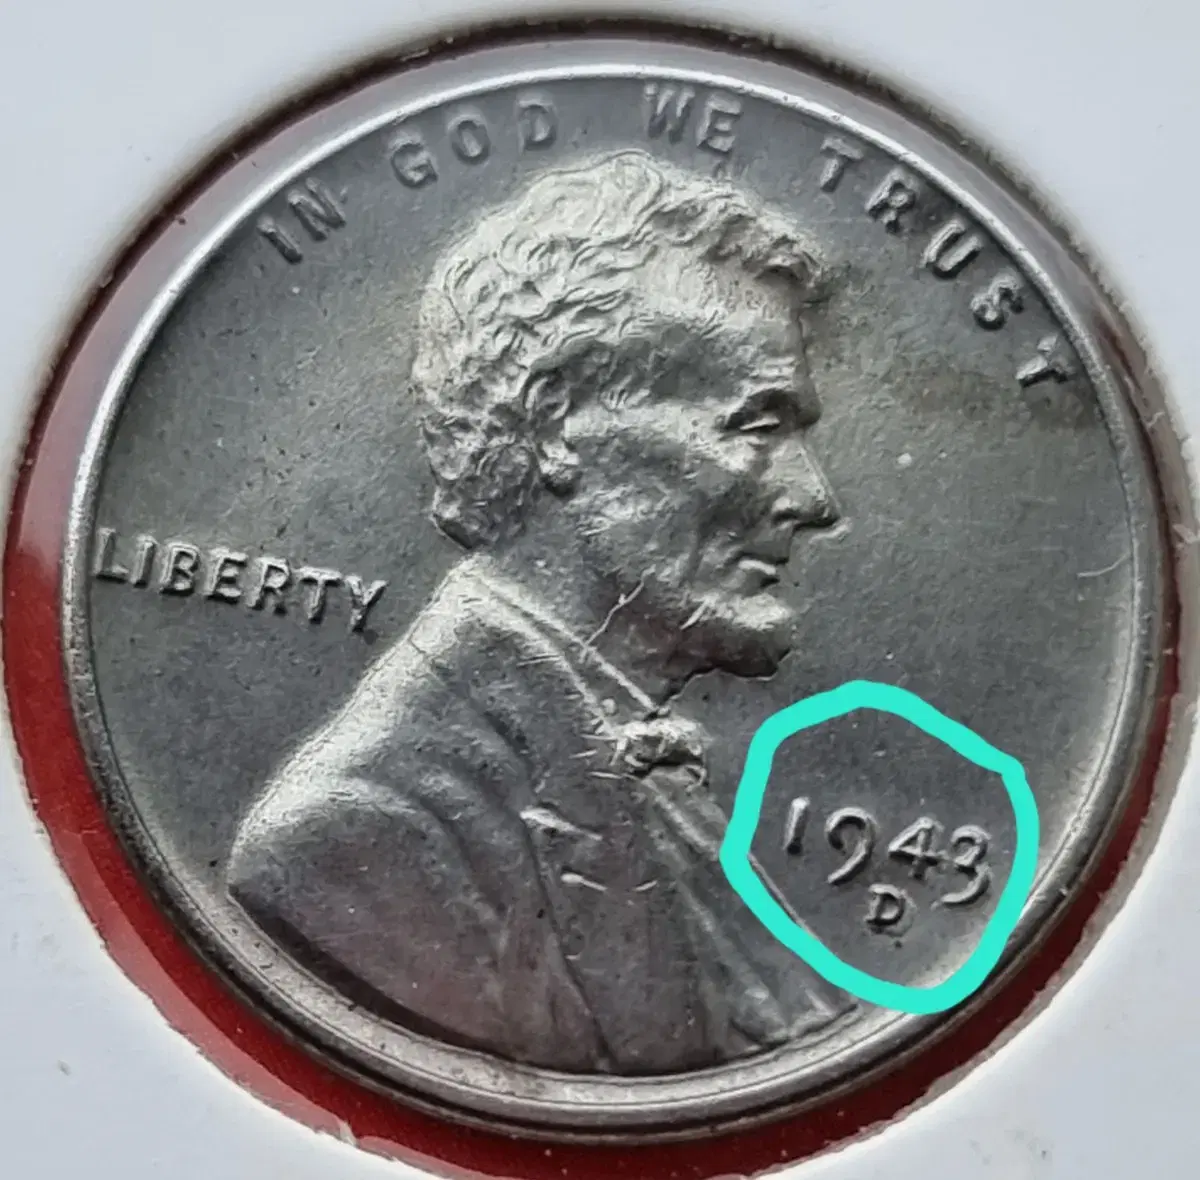 IN GOD WE TRUST
LIBERTY
1943
D